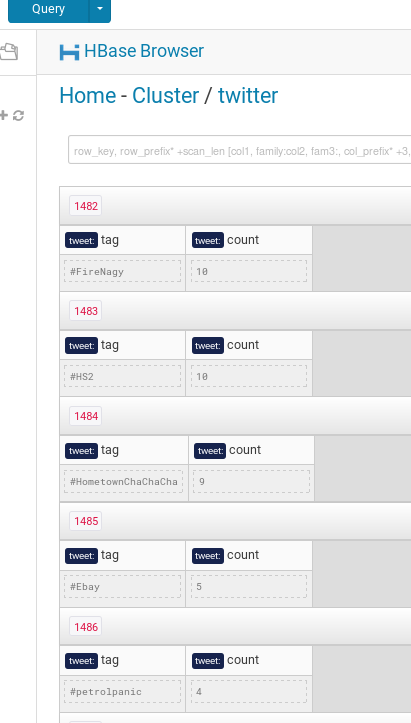 Query
HBase Browser
Home - Cluster / twitter
row_key, row_prefix* +scan_len [col1, family:col2, fam3:, col_prefix* +3,
1482
tweet: tag tweet: count
#FireNagy 10
1483
tweet: tag tweet: count
#HS2 10
1484
tweet: tag tweet: count
#HometownChaChaCha 9
1485
tweet: tag tweet: count
#Ebay 5
1486
tweet: tag tweet: count
#petrolpanic 4